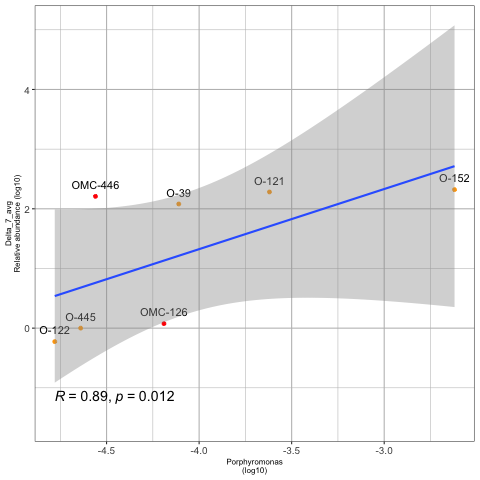 4
2
0
Delta_7_avg
Relative abundance (log10)
OMC-446
O-39
O-121
O-152
OMC-126
O-445
O-122
R = 0.89, p = 0.012
-4.5 -4.0 -3.5 -3.0
Porphyromonas
(log10)